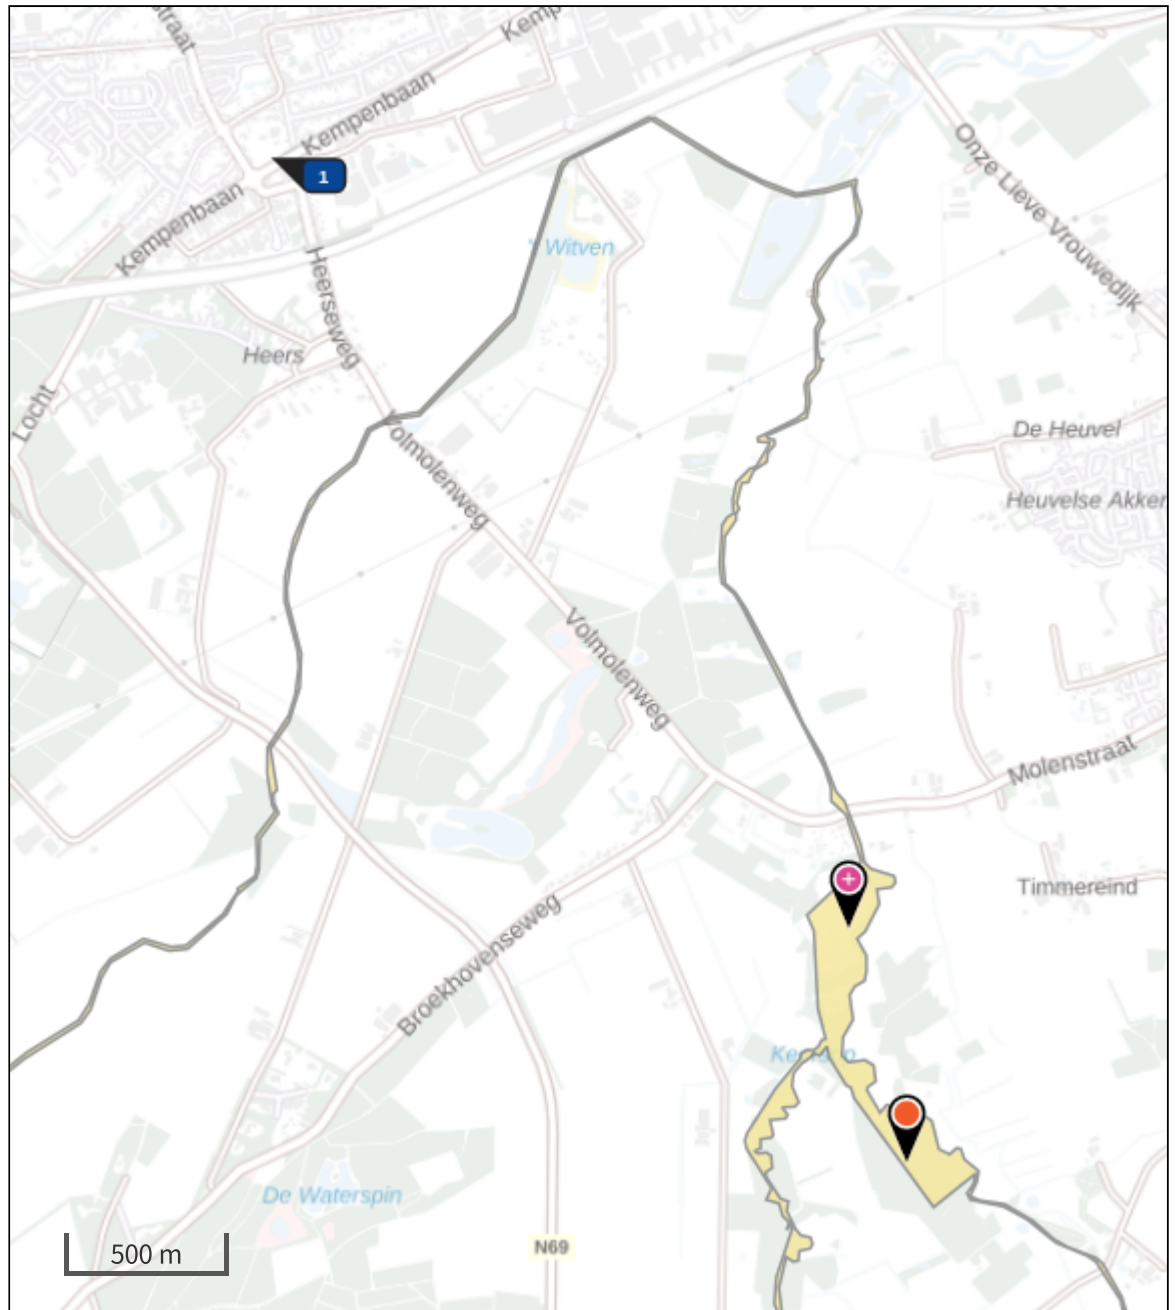 straat
Kemp
Kempenbaan
1
Kempenbaan
Onze Lieve Vrouwedijk
't Witven
Heerseweg
Heers
Locht
Volmolenweg
De Heuvel
Heuvelse Akker
Volmolenweg
Molenstraat
Timmereind
Broekhovenseweg
De Waterspin
N69
500 m